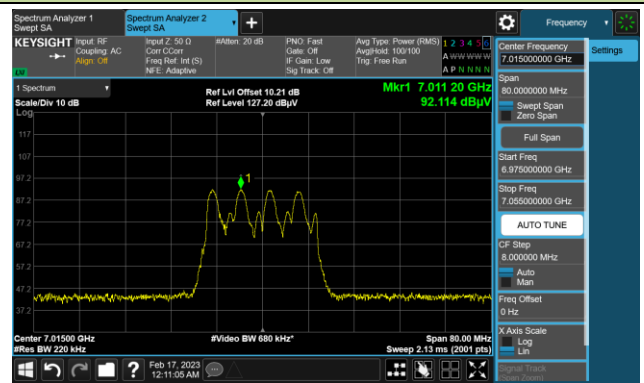 Spectrum Analyzer 1
Swept SA
Spectrum Analyzer 2
Swept SA
Frequency
KEYSIGHT
LV
Input: RF
Coupling: AC
Align: Off
Input Z: 50 Ω
Corr CCorr
Freq Ref: Int (S)
NFE: Adaptive
#Atten: 20 dB
PNO: Fast
Gate: Off
IF Gain: Low
Sig Track: Off
Avg Type: Power (RMS)
Avg|Hold: 100/100
Trig: Free Run
1 2 3 4 5 6
A W W W W W
A P N N N N
1 Spectrum
Scale/Div 10 dB
Log
Ref Lvl Offset 10.21 dB
Ref Level 127.20 dBµV
Mkr1 7.011 20 GHz
92.114 dBµV
117
107
97.2
87.2
77.2
67.2
57.2
47.2
37.2
1
Center 7.01500 GHz
#Res BW 220 kHz
#Video BW 680 kHz*
Span 80.00 MHz
Sweep 2.13 ms (2001 pts)
Center Frequency
7.015000000 GHz
Settings
Span
80.0000000 MHz
Swept Span
Zero Span
Full Span
Start Freq
6.975000000 GHz
Stop Freq
7.055000000 GHz
AUTO TUNE
CF Step
8.000000 MHz
Auto
Man
Freq Offset
0 Hz
X Axis Scale
Log
Lin
Signal Track
(Span Zoom)
Feb 17, 2023
12:11:05 AM